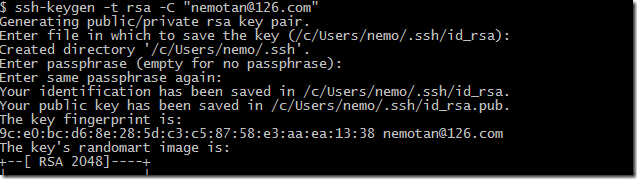 $ ssh-keygen -t rsa -C "nemotan@126.com"
Generating public/private rsa key pair.
Enter file in which to save the key (/c/Users/nemo/.ssh/id_rsa):
Created directory '/c/Users/nemo/.ssh'.
Enter passphrase (empty for no passphrase):
Enter same passphrase again:
Your identification has been saved in /c/Users/nemo/.ssh/id_rsa.
Your public key has been saved in /c/Users/nemo/.ssh/id_rsa.pub.
The key fingerprint is:
9c:e0:bc:d6:8e:28:5d:c3:c5:87:58:e3:aa:ea:13:38 nemotan@126.com
The key's randomart image is:
+--[ RSA 2048]----+